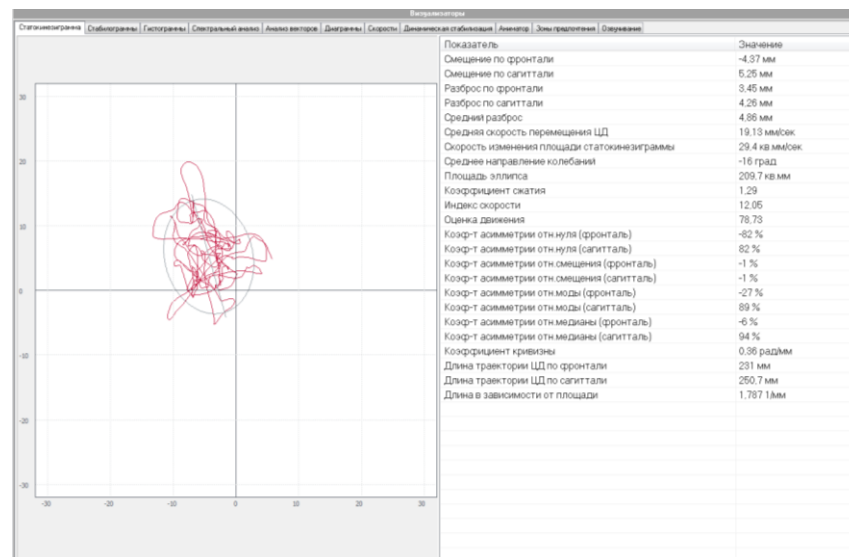 Визуализаторы
Статокинезиграмма Стабилограммы Гистограммы Спектральный анализ Анализ векторов Диаграммы Скорости Динамическая стабилизация Аниматор Зоны предпочтения Озвучивание
Показатель Значение
Смещение по фронтали -4,37 мм
Смещение по сагиттали 5,25 мм
Разброс по фронтали 3,45 мм
Разброс по сагиттали 4,26 мм
Средний разброс 4,86 мм
Средняя скорость перемещения ЦД 19,13 мм/сек
Скорость изменения площади статокинезиграммы 29,4 кв.мм/сек
Среднее направление колебаний -16 град
Площадь эллипса 209,7 кв.мм
Коэффициент сжатия 1,29
Индекс скорости 12,05
Оценка движения 78,73
Коэф-т асимметрии отн.нуля (фронталь) -82 %
Коэф-т асимметрии отн.нуля (сагитталь) 82 %
Коэф-т асимметрии отн.смещения (фронталь) -1 %
Коэф-т асимметрии отн.смещения (сагитталь) -1 %
Коэф-т асимметрии отн.моды (фронталь) -27 %
Коэф-т асимметрии отн.моды (сагитталь) 89 %
Коэф-т асимметрии отн.медианы (фронталь) -6 %
Коэф-т асимметрии отн.медианы (сагитталь) 94 %
Коэффициент кривизны 0,36 рад/мм
Длина траектории ЦД по фронтали 231 мм
Длина траектории ЦД по сагиттали 250,7 мм
Длина в зависимости от площади 1,787 1/мм
30
20
10
0
-10
-20
-30
-30 -20 -10 0 10 20 30